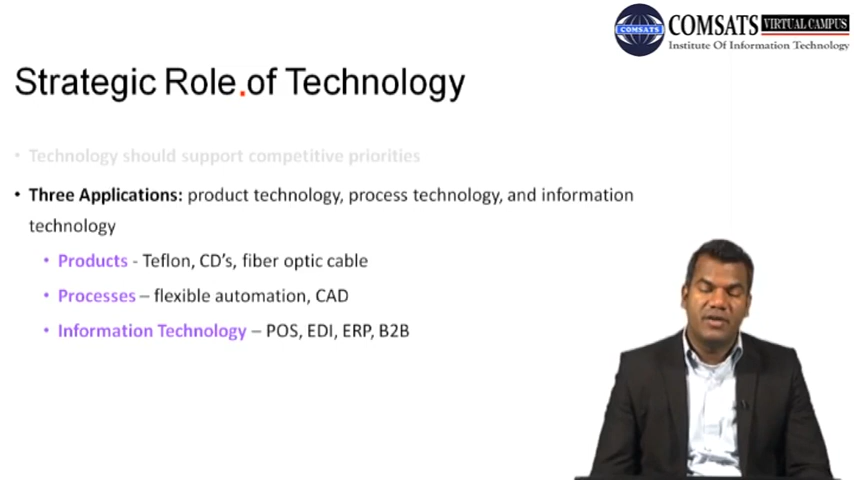 COMSATS VIRTUAL CAMPUS
COMSATS
Institute Of Information Technology
Strategic Role of Technology
• Technology should support competitive priorities
• Three Applications: product technology, process technology, and information
technology
• Products - Teflon, CD's, fiber optic cable
• Processes – flexible automation, CAD
• Information Technology – POS, EDI, ERP, B2B